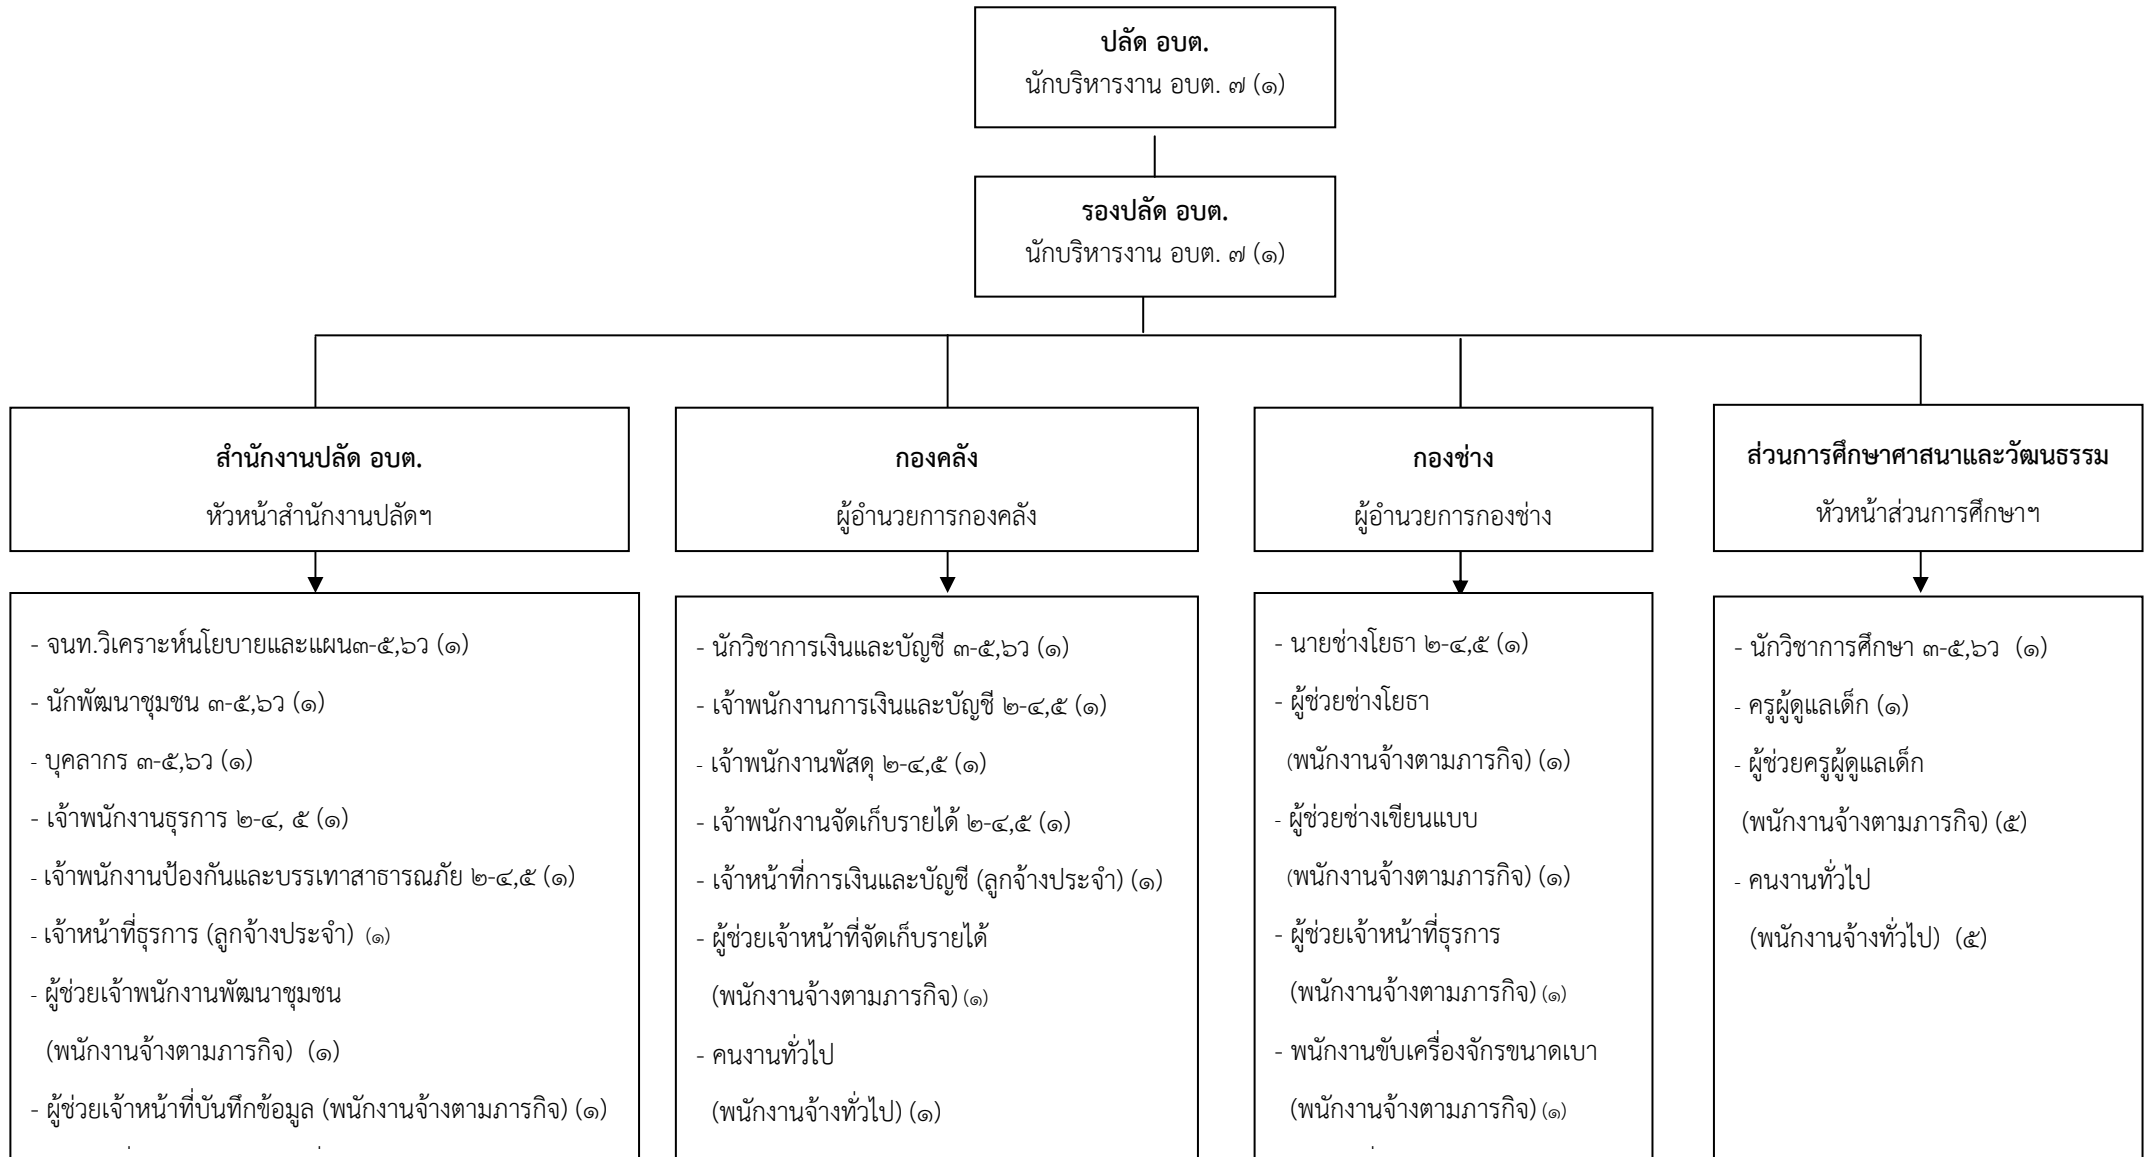 ปลัด อบต.
นักบริหารงาน อบต. ๗ (๑)
รองปลัด อบต.
นักบริหารงาน อบต. ๗ (๑)
สำนักงานปลัด อบต.
หัวหน้าสำนักงานปลัดฯ
กองคลัง
ผู้อำนวยการกองคลัง
กองช่าง
ผู้อำนวยการกองช่าง
ส่วนการศึกษาศาสนาและวัฒนธรรม
หัวหน้าส่วนการศึกษาฯ
- จนท.วิเคราะห์นโยบายและแผน๓-๕,๖ว (๑)
- นักพัฒนาชุมชน ๓-๕,๖ว (๑)
- บุคลากร ๓-๕,๖ว (๑)
- เจ้าพนักงานธุรการ ๒-๔, ๕ (๑)
- เจ้าพนักงานป้องกันและบรรเทาสาธารณภัย ๒-๔,๕ (๑)
- เจ้าหน้าที่ธุรการ (ลูกจ้างประจำ) (๑)
- ผู้ช่วยเจ้าพนักงานพัฒนาชุมชน
(พนักงานจ้างตามภารกิจ) (๑)
- ผู้ช่วยเจ้าหน้าที่บันทึกข้อมูล (พนักงานจ้างตามภารกิจ) (๑)
- นักวิชาการเงินและบัญชี ๓-๕,๖ว (๑)
- เจ้าพนักงานการเงินและบัญชี ๒-๔,๕ (๑)
- เจ้าพนักงานพัสดุ ๒-๔,๕ (๑)
- เจ้าพนักงานจัดเก็บรายได้ ๒-๔,๕ (๑)
- เจ้าหน้าที่การเงินและบัญชี (ลูกจ้างประจำ) (๑)
- ผู้ช่วยเจ้าหน้าที่จัดเก็บรายได้
(พนักงานจ้างตามภารกิจ) (๑)
- คนงานทั่วไป
(พนักงานจ้างทั่วไป) (๑)
- นายช่างโยธา ๒-๔,๕ (๑)
- ผู้ช่วยช่างโยธา
(พนักงานจ้างตามภารกิจ) (๑)
- ผู้ช่วยช่างเขียนแบบ
(พนักงานจ้างตามภารกิจ) (๑)
- ผู้ช่วยเจ้าหน้าที่ธุรการ
(พนักงานจ้างตามภารกิจ) (๑)
- พนักงานขับเครื่องจักรขนาดเบา
(พนักงานจ้างตามภารกิจ) (๑)
- นักวิชาการศึกษา ๓-๕,๖ว (๑)
- ครูผู้ดูแลเด็ก (๑)
- ผู้ช่วยครูผู้ดูแลเด็ก
(พนักงานจ้างตามภารกิจ) (๕)
- คนงานทั่วไป
(พนักงานจ้างทั่วไป) (๕)